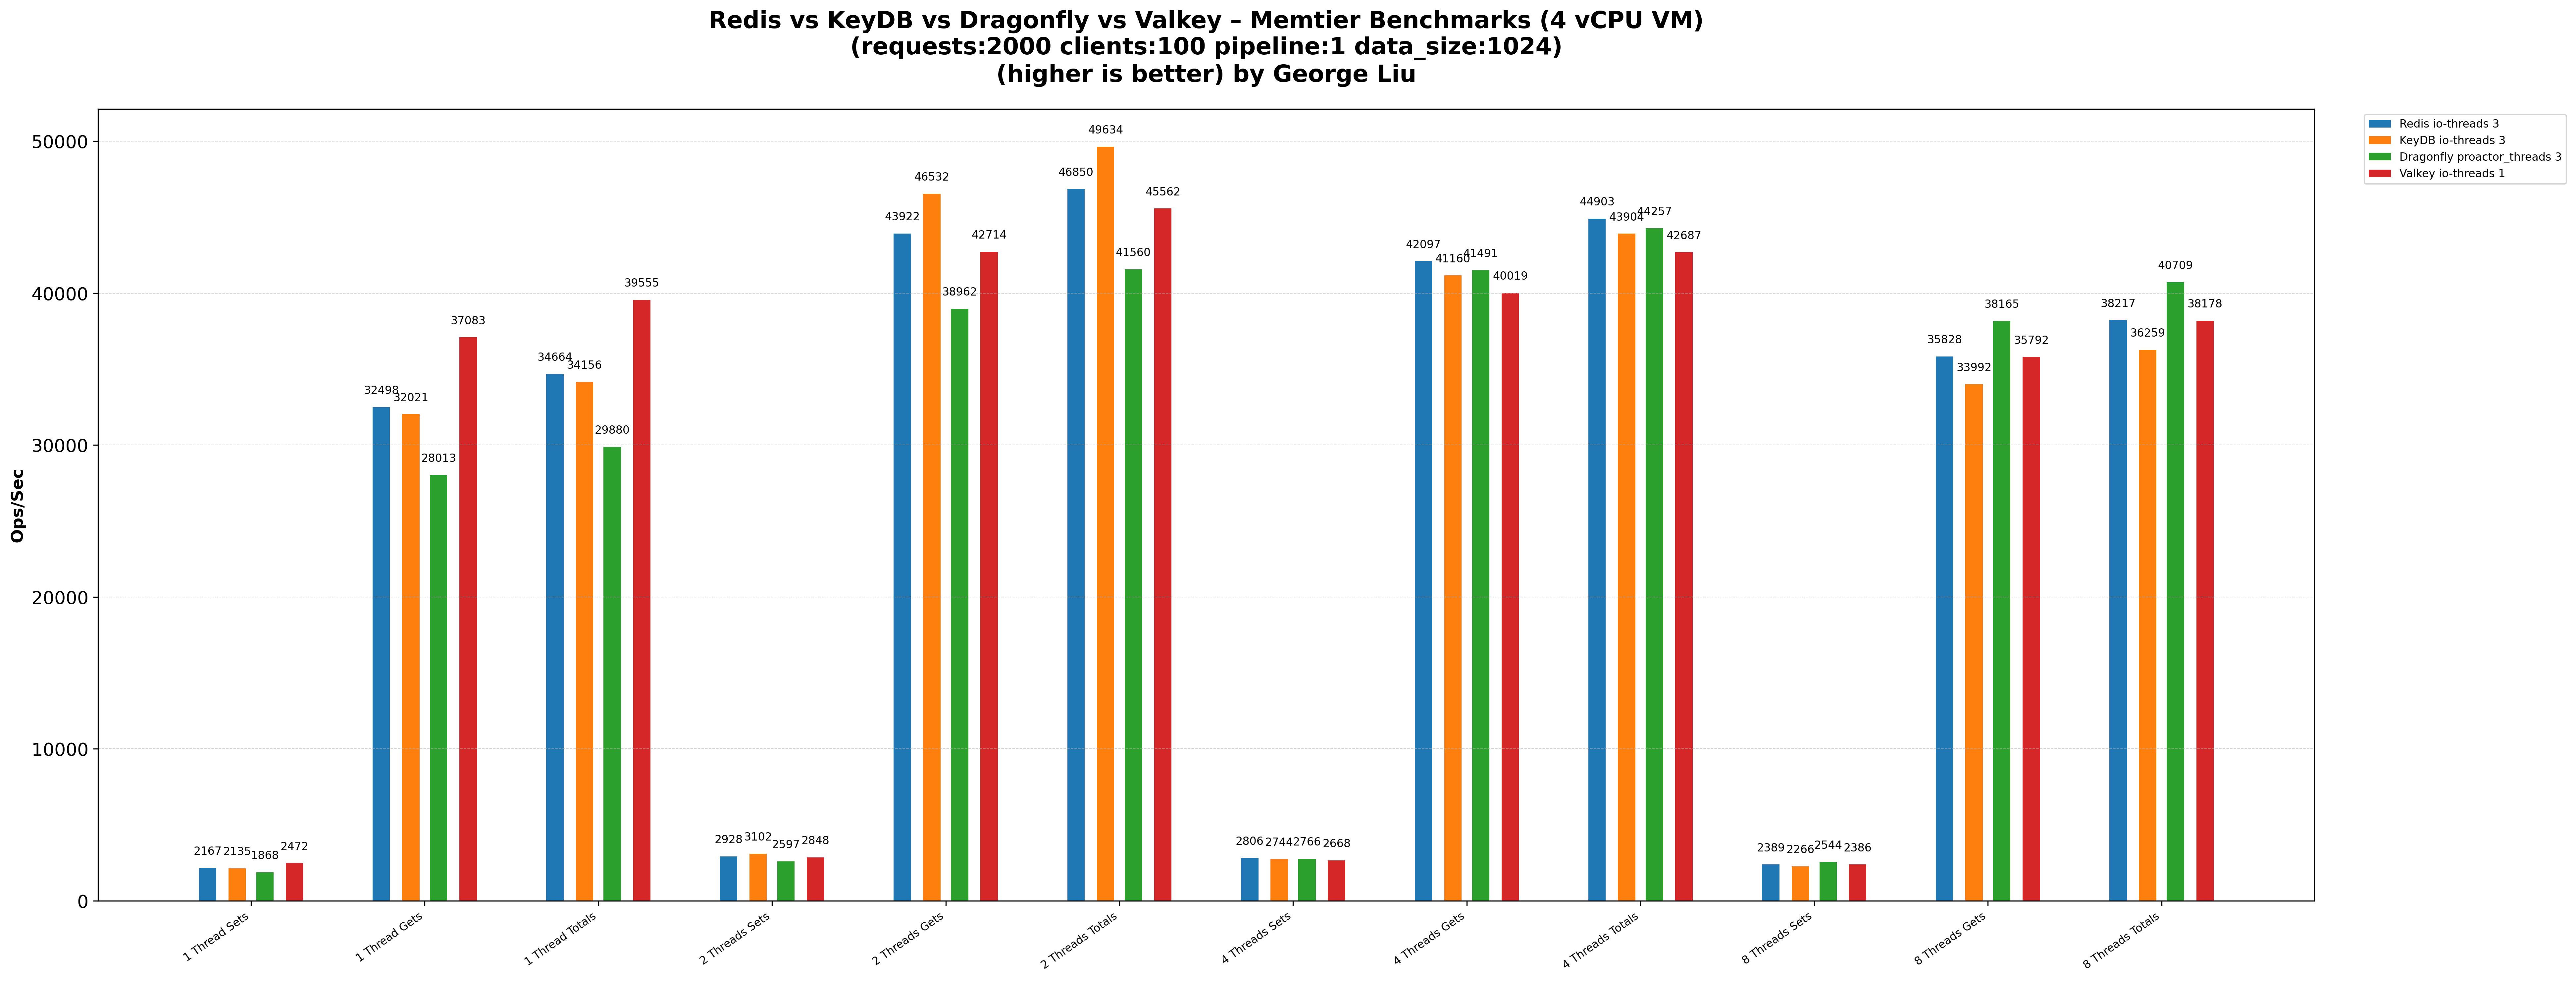 Redis vs KeyDB vs Dragonfly vs Valkey – Memtier Benchmarks (4 vCPU VM)
(requests:2000 clients:100 pipeline:1 data_size:1024)
(higher is better) by George Liu
Redis io-threads 3
KeyDB io-threads 3
Dragonfly proactor_threads 3
Valkey io-threads 1
Ops/Sec
50000
40000
30000
20000
10000
0
2167 2135 1868 2472
32498 32021 28013 37083
34664 34156 29880 39555
2928 3102 2597 2848
43922 46532 38962 42714
46850 49634 41560 45562
2806 2744 2766 2668
42097 41160 41491 40019
44903 43904 44257 42687
2389 2266 2544 2386
35828 33992 38165 35792
38217 36259 40709 38178
1 Thread Sets
1 Thread Gets
1 Thread Totals
2 Threads Sets
2 Threads Gets
2 Threads Totals
4 Threads Sets
4 Threads Gets
4 Threads Totals
8 Threads Sets
8 Threads Gets
8 Threads Totals